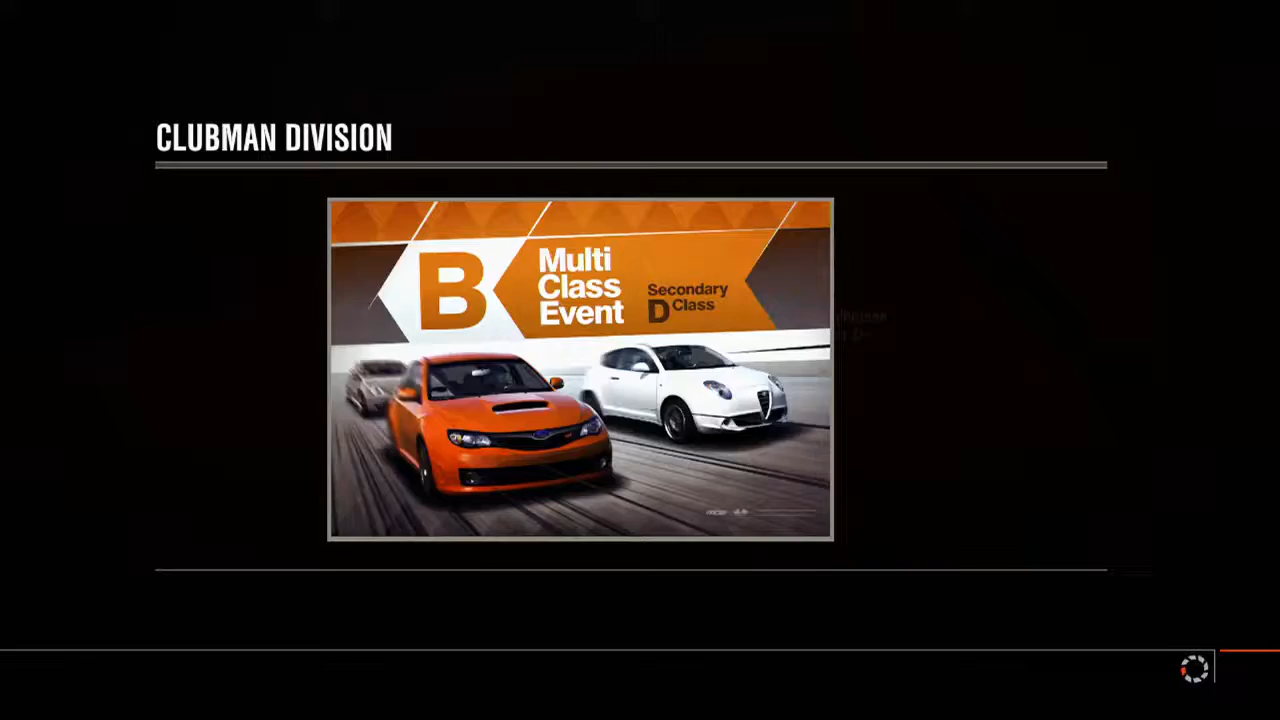 CLUBMAN DIVISION
B
Multi
Class
Event
Secondary
D Class